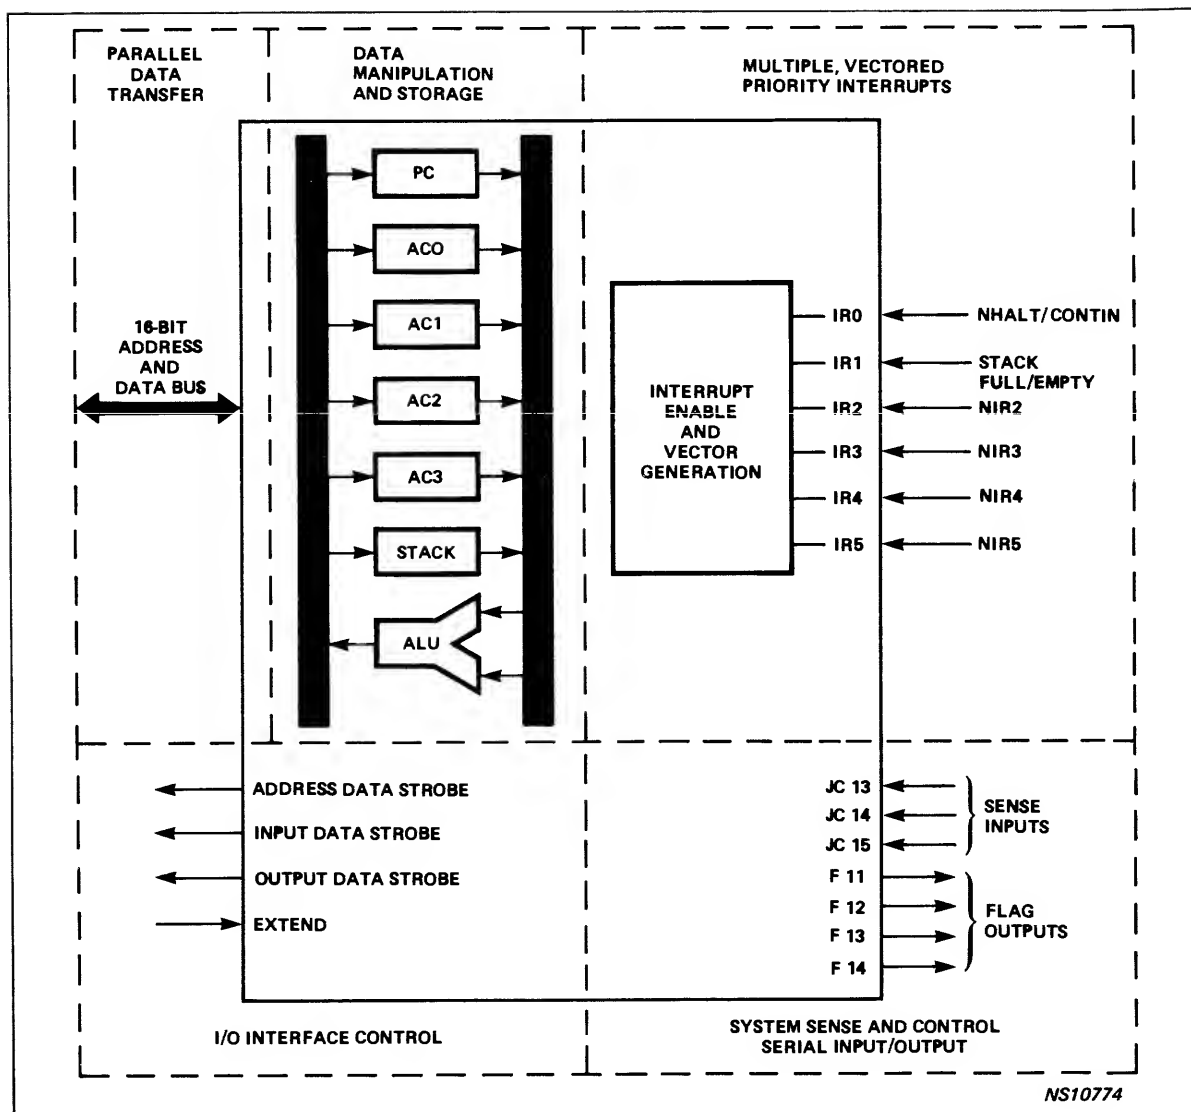 PARALLEL
DATA
TRANSFER
DATA
MANIPULATION
AND STORAGE
MULTIPLE, VECTORED
PRIORITY INTERRUPTS
16-BIT
ADDRESS
AND
DATA BUS
PC
AC0
AC1
AC2
AC3
STACK
ALU
INTERRUPT
ENABLE
AND
VECTOR
GENERATION
IR0
NHALT/CONTIN
IR1
STACK
FULL/EMPTY
IR2
NIR2
IR3
NIR3
IR4
NIR4
IR5
NIR5
ADDRESS DATA STROBE
INPUT DATA STROBE
OUTPUT DATA STROBE
EXTEND
JC 13
JC 14
JC 15
SENSE
INPUTS
F 11
F 12
F 13
F 14
FLAG
OUTPUTS
I/O INTERFACE CONTROL
SYSTEM SENSE AND CONTROL
SERIAL INPUT/OUTPUT
NS10774